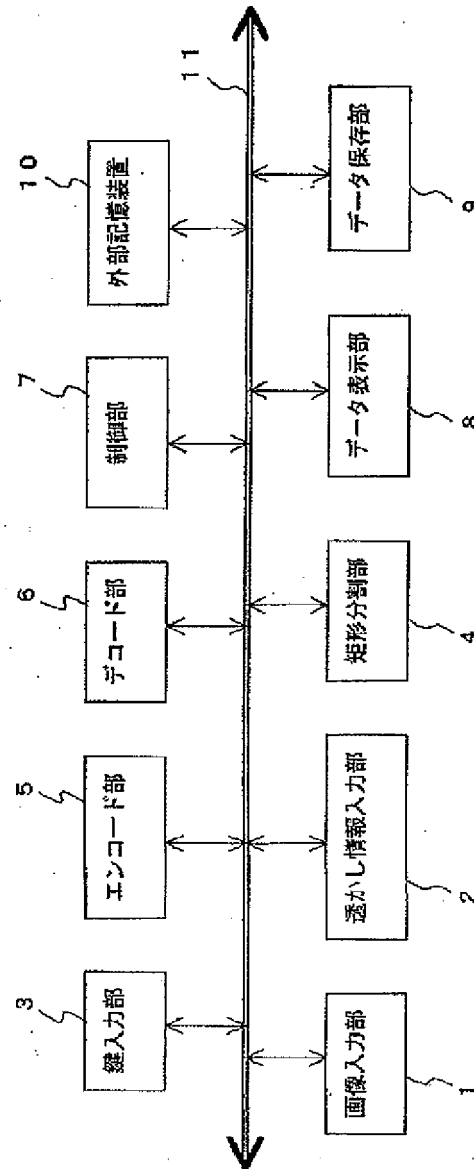 3
鍵入力部
5
エンコード部
6
デコード部
7
制御部
10
外部記憶装置
11
画像入力部
1
透かし情報入力部
2
矩形分割部
4
データ表示部
8
データ保存部
9